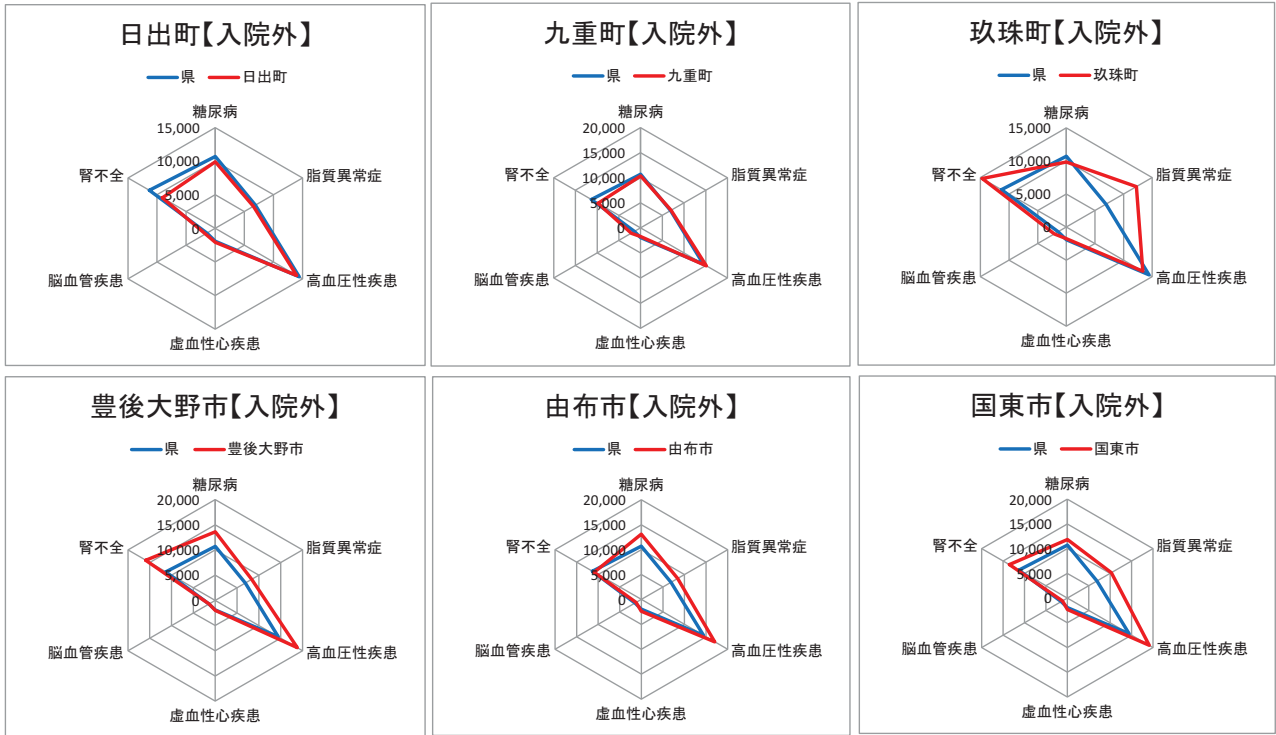 日出町【入院外】
県 日出町
糖尿病
脂質異常症
高血圧性疾患
虚血性心疾患
脳血管疾患
腎不全
15,000
10,000
5,000
0
九重町【入院外】
県 九重町
糖尿病
脂質異常症
高血圧性疾患
虚血性心疾患
脳血管疾患
腎不全
20,000
15,000
10,000
5,000
0
玖珠町【入院外】
県 玖珠町
糖尿病
脂質異常症
高血圧性疾患
虚血性心疾患
脳血管疾患
腎不全
15,000
10,000
5,000
0
豊後大野市【入院外】
県 豊後大野市
糖尿病
脂質異常症
高血圧性疾患
虚血性心疾患
脳血管疾患
腎不全
20,000
15,000
10,000
5,000
0
由布市【入院外】
県 由布市
糖尿病
脂質異常症
高血圧性疾患
虚血性心疾患
脳血管疾患
腎不全
20,000
15,000
10,000
5,000
0
国東市【入院外】
県 国東市
糖尿病
脂質異常症
高血圧性疾患
虚血性心疾患
脳血管疾患
腎不全
20,000
15,000
10,000
5,000
0